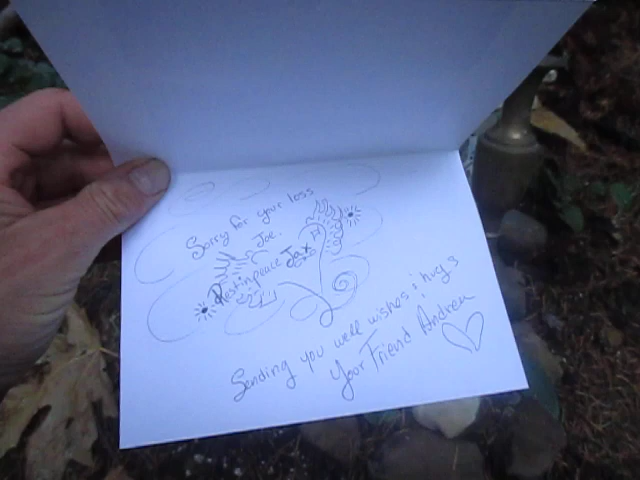 Sorry for your loss
Joe.
Rest in peace Jax
Sending you well wishes & hugs
Your Friend Andrea